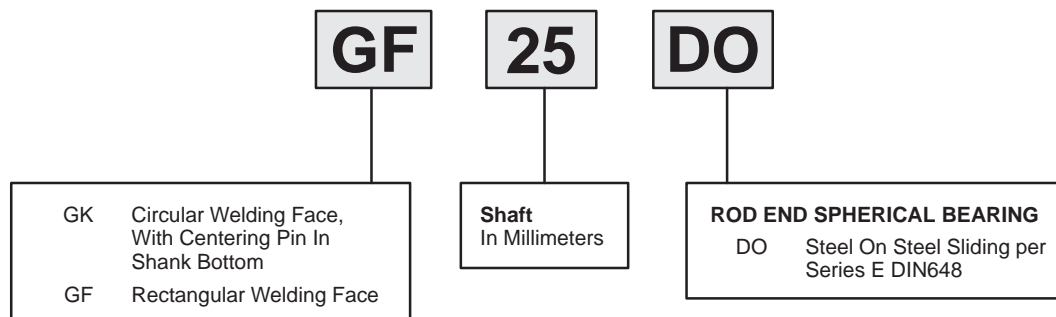 GF 25 DO
GK Circular Welding Face,
With Centering Pin In
Shank Bottom
GF Rectangular Welding Face
Shaft
In Millimeters
ROD END SPHERICAL BEARING
DO Steel On Steel Sliding per
Series E DIN648